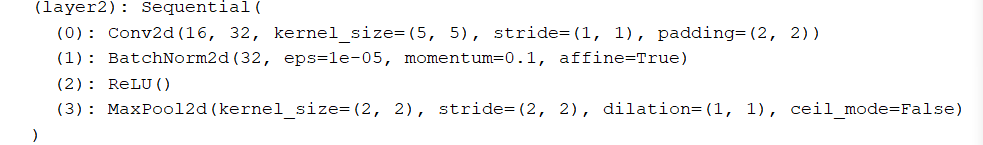 (layer2): Sequential(
(0): Conv2d(16, 32, kernel_size=(5, 5), stride=(1, 1), padding=(2, 2))
(1): BatchNorm2d(32, eps=1e-05, momentum=0.1, affine=True)
(2): ReLU()
(3): MaxPool2d(kernel_size=(2, 2), stride=(2, 2), dilation=(1, 1), ceil_mode=False)
)